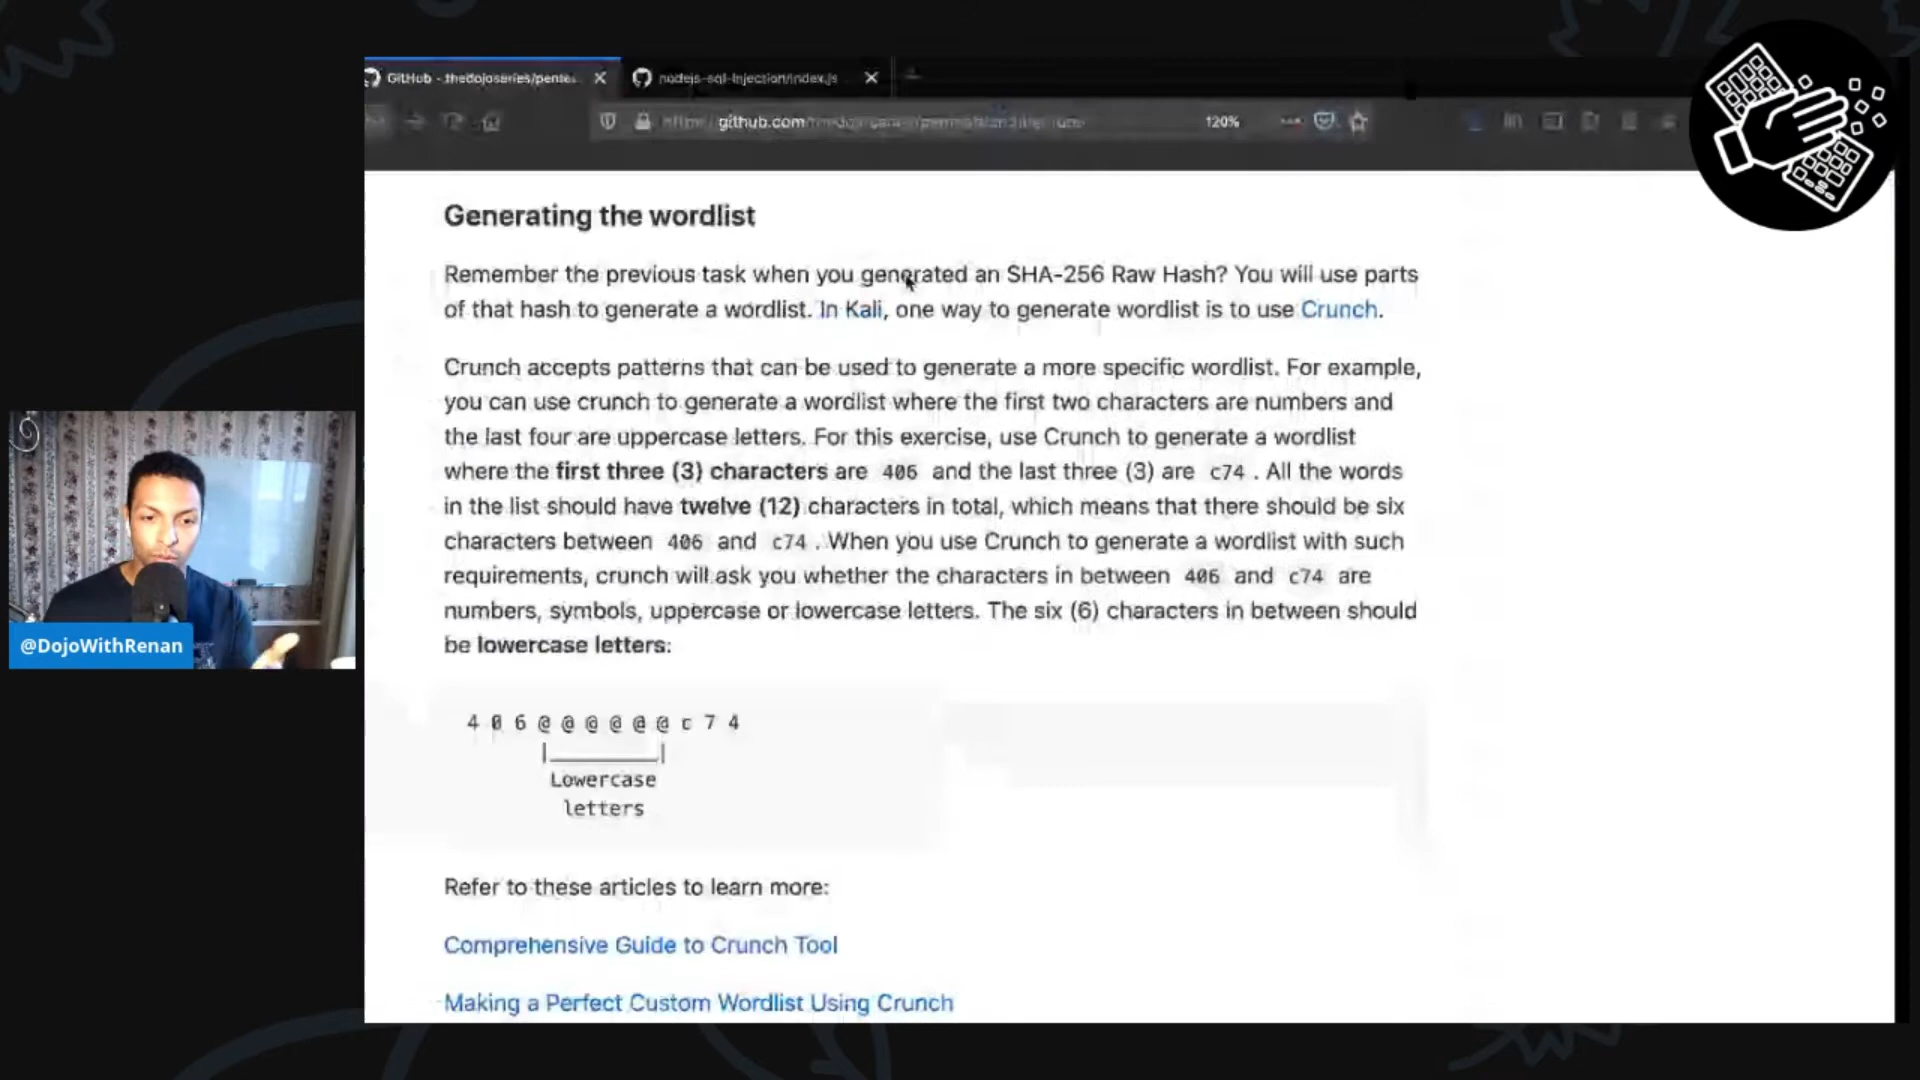 GitHub - thedojoseries/pente
nodejs-sql-injection/index.js
github.com
120%
Generating the wordlist
Remember the previous task when you generated an SHA-256 Raw Hash? You will use parts
of that hash to generate a wordlist. In Kali, one way to generate wordlist is to use Crunch.
Crunch accepts patterns that can be used to generate a more specific wordlist. For example,
you can use crunch to generate a wordlist where the first two characters are numbers and
the last four are uppercase letters. For this exercise, use Crunch to generate a wordlist
where the first three (3) characters are 406 and the last three (3) are c74 . All the words
in the list should have twelve (12) characters in total, which means that there should be six
characters between 406 and c74 . When you use Crunch to generate a wordlist with such
requirements, crunch will ask you whether the characters in between 406 and c74 are
numbers, symbols, uppercase or lowercase letters. The six (6) characters in between should
be lowercase letters:
4 0 6 @ @ @ @ @ @ c 7 4
|__________|
Lowercase
letters
Refer to these articles to learn more:
Comprehensive Guide to Crunch Tool
Making a Perfect Custom Wordlist Using Crunch
@DojoWithRenan